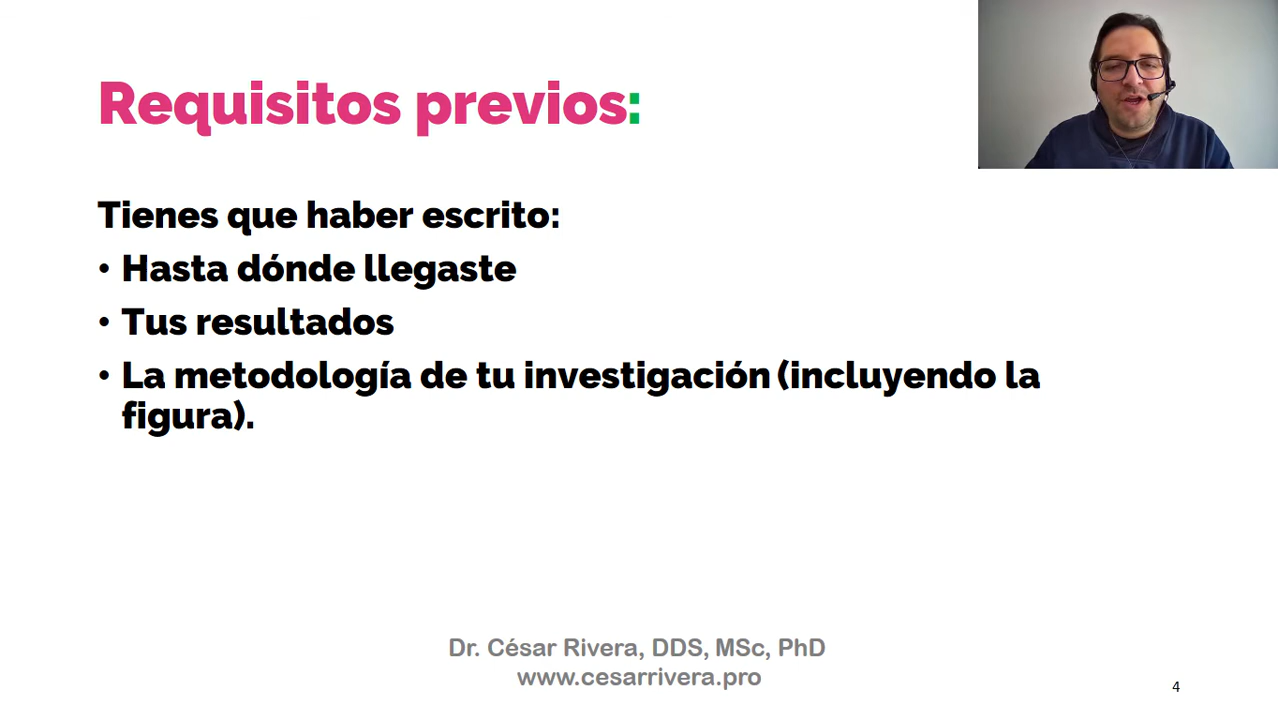 Requisitos previos:
Tienes que haber escrito:
• Hasta dónde llegaste
• Tus resultados
• La metodología de tu investigación (incluyendo la
figura).
Dr. César Rivera, DDS, MSc, PhD
www.cesarrivera.pro
4